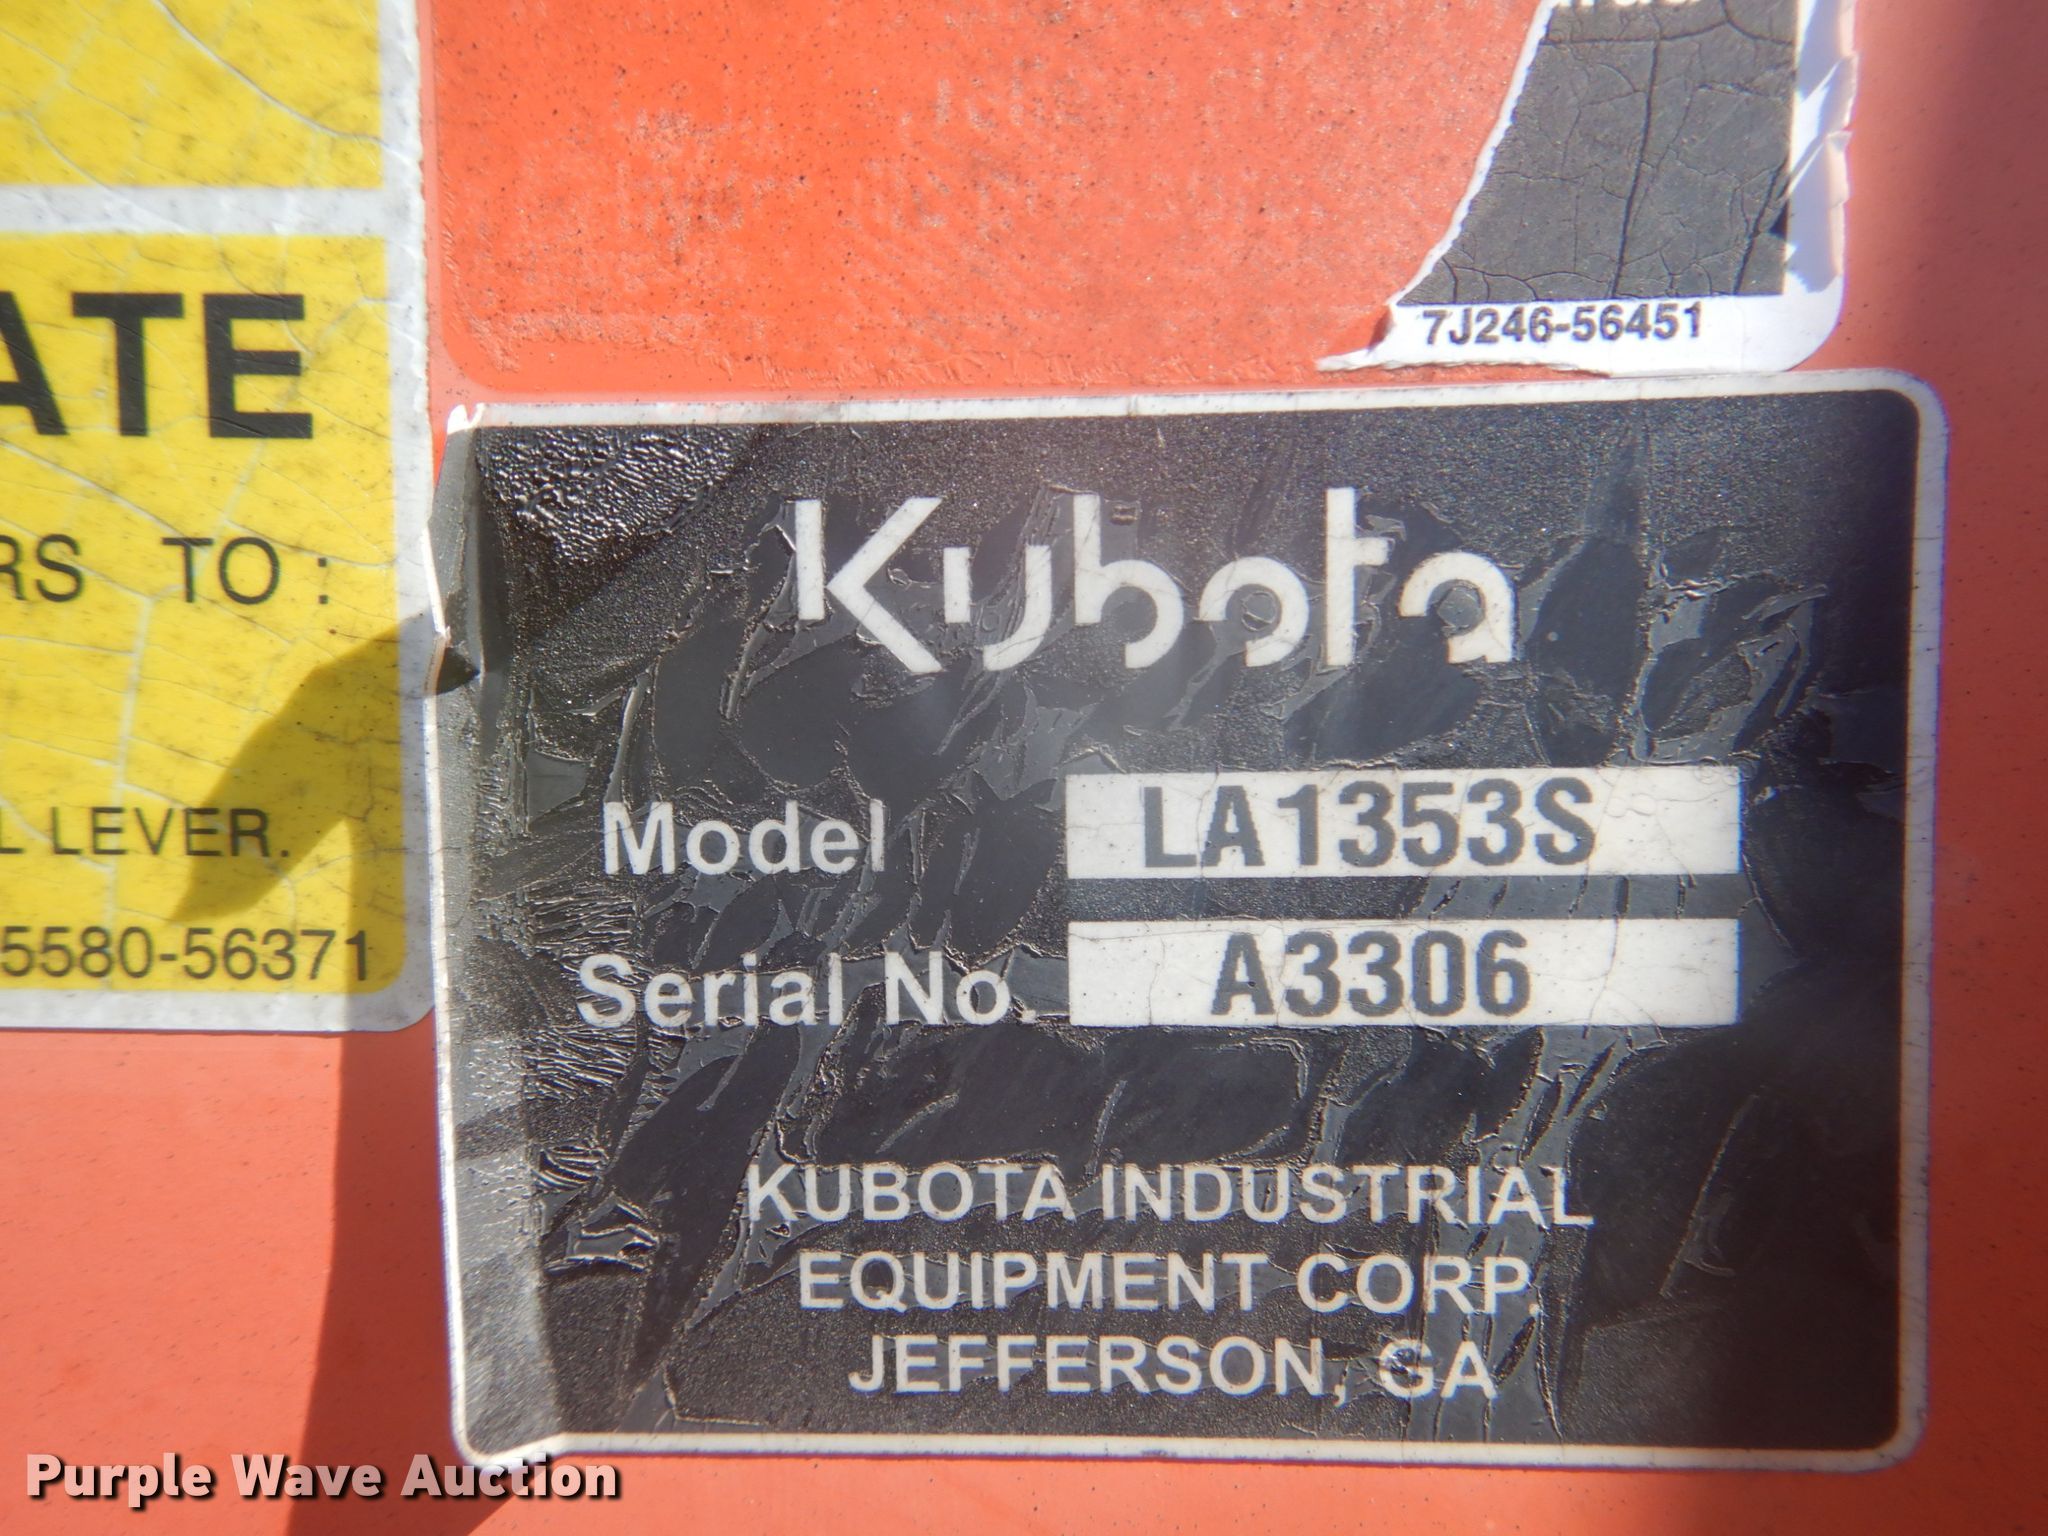 ATE
RS TO:
L LEVER.
5580-56371
7J246-56451
Kubota
Model LA1353S
Serial No. A3306
KUBOTA INDUSTRIAL
EQUIPMENT CORP.
JEFFERSON, GA
Purple Wave Auction